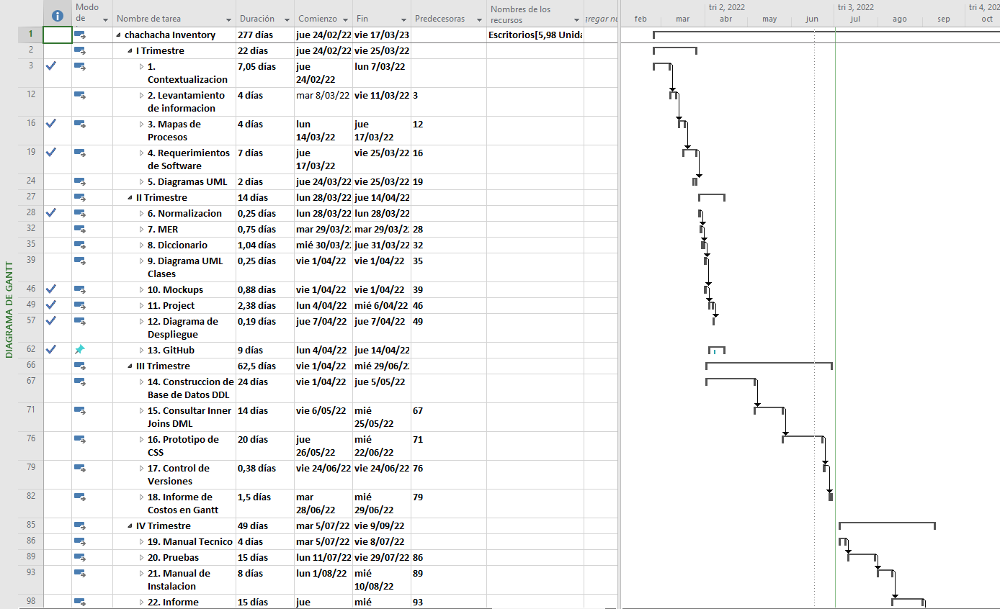 Modo de
Nombre de tarea
Duración
Comienzo
Fin
Predecesoras
Nombres de los recursos
tri 2, 2022
tri 3, 2022
tri 4, 202
feb mar abr may jun jul ago sep oct
DIAGRAMA DE GANTT
1 chachacha Inventory 277 días jue 24/02/22 vie 17/03/23 Escritorios[5,98 Unida
2 I Trimestre 22 días jue 24/02/22 vie 25/03/22
3 1. Contextualizacion 7,05 días jue 24/02/22 lun 7/03/22
12 2. Levantamiento de informacion 4 días mar 8/03/22 vie 11/03/22 3
16 3. Mapas de Procesos 4 días lun 14/03/22 jue 17/03/22 12
19 4. Requerimientos de Software 7 días jue 17/03/22 vie 25/03/22 16
24 5. Diagramas UML 2 días jue 24/03/22 vie 25/03/22 19
27 II Trimestre 14 días lun 28/03/22 jue 14/04/22
28 6. Normalizacion 0,25 días lun 28/03/22 lun 28/03/22
32 7. MER 0,75 días mar 29/03/2 mar 29/03/2 28
35 8. Diccionario 1,04 días mié 30/03/2 jue 31/03/22 32
39 9. Diagrama UML Clases 0,25 días vie 1/04/22 vie 1/04/22 35
46 10. Mockups 0,88 días vie 1/04/22 vie 1/04/22 39
49 11. Project 2,38 días lun 4/04/22 mié 6/04/22 46
57 12. Diagrama de Despliegue 0,19 días jue 7/04/22 jue 7/04/22 49
62 13. GitHub 9 días lun 4/04/22 jue 14/04/22
66 III Trimestre 62,5 días vie 1/04/22 mié 29/06/2
67 14. Construccion de Base de Datos DDL 24 días vie 1/04/22 jue 5/05/22
71 15. Consultar Inner Joins DML 14 días vie 6/05/22 mié 25/05/22 67
76 16. Prototipo de CSS 20 días jue 26/05/22 mié 22/06/22 71
79 17. Control de Versiones 0,38 días vie 24/06/22 vie 24/06/22 76
82 18. Informe de Costos en Gantt 1,5 días mar 28/06/22 mié 29/06/22 79
85 IV Trimestre 49 días mar 5/07/22 vie 9/09/22
86 19. Manual Tecnico 4 días mar 5/07/22 vie 8/07/22
89 20. Pruebas 15 días lun 11/07/22 vie 29/07/22 86
93 21. Manual de Instalacion 8 días lun 1/08/22 mié 10/08/22 89
98 22. Informe 15 días jue mié 93